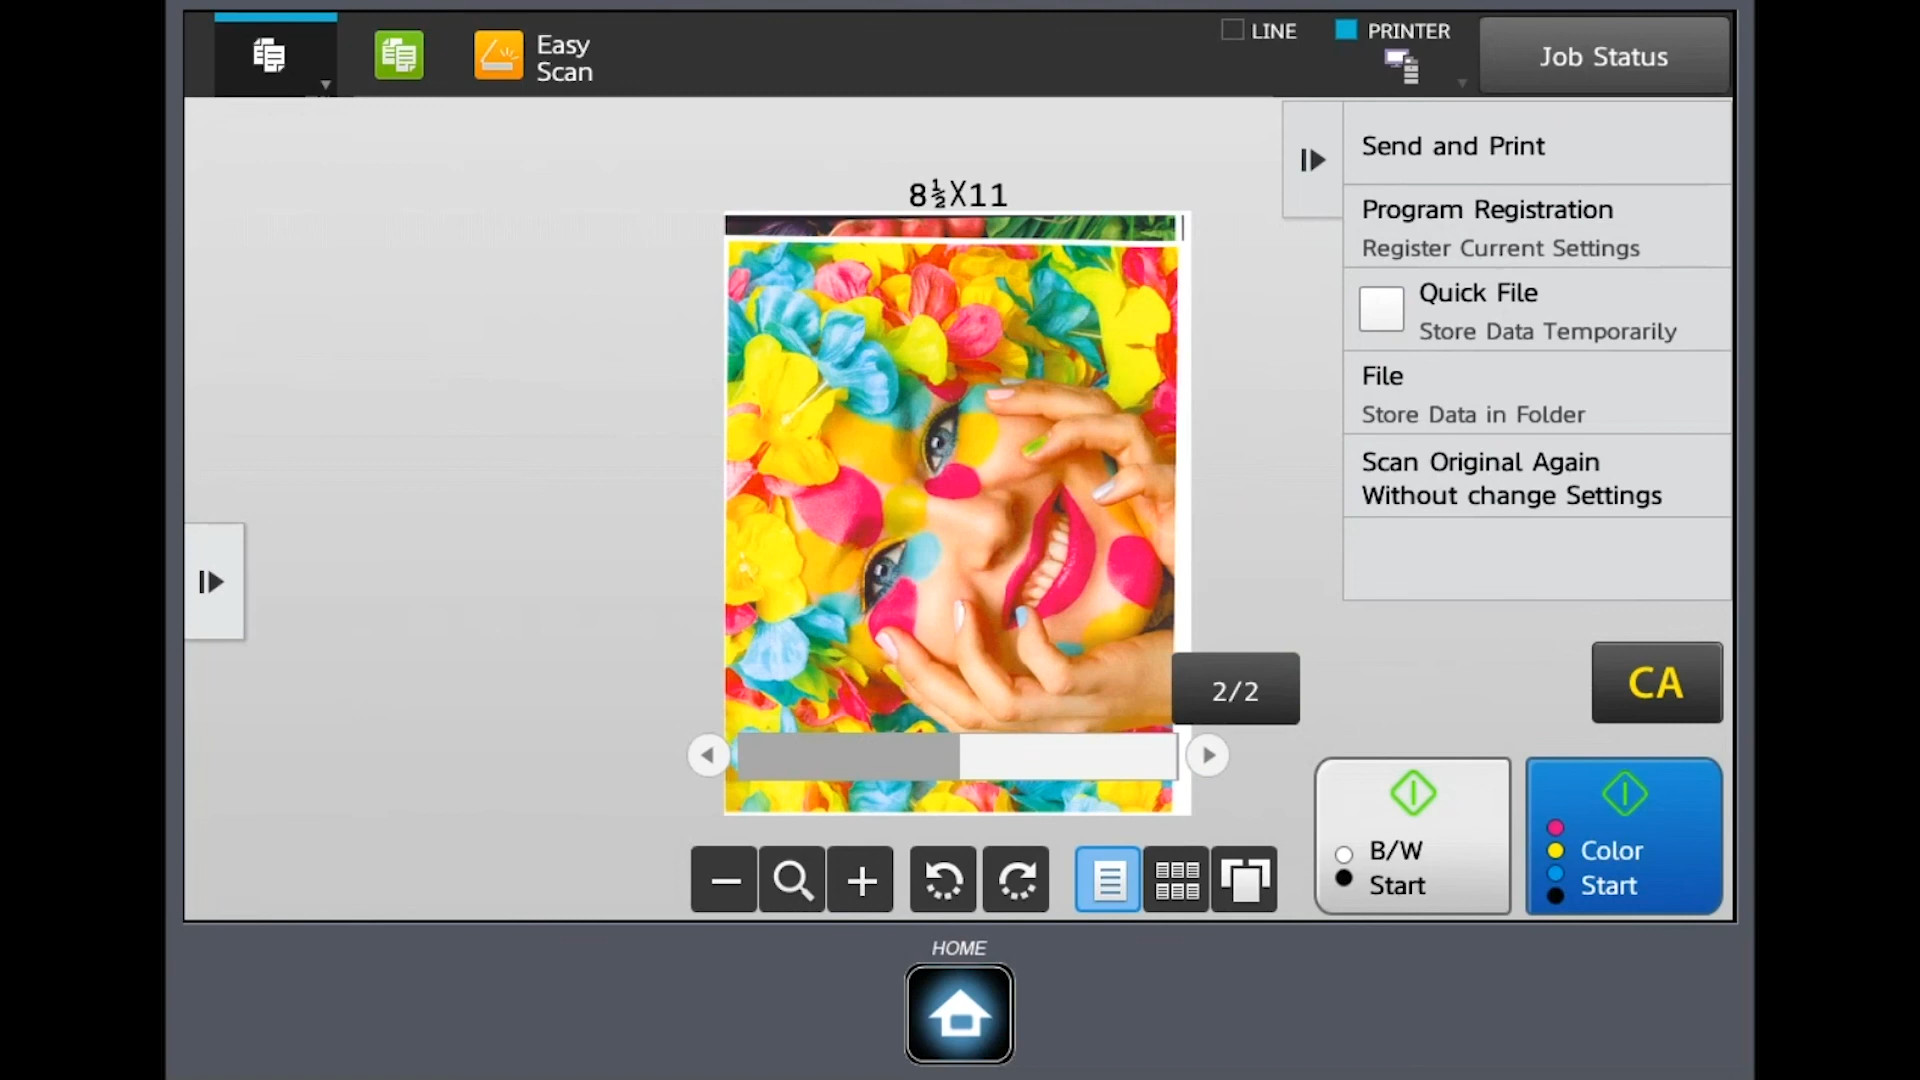 Easy
Scan
LINE
PRINTER
Job Status
8½X11
Send and Print
Program Registration
Register Current Settings
Quick File
Store Data Temporarily
File
Store Data in Folder
Scan Original Again
Without change Settings
2/2
CA
B/W
Start
Color
Start
HOME